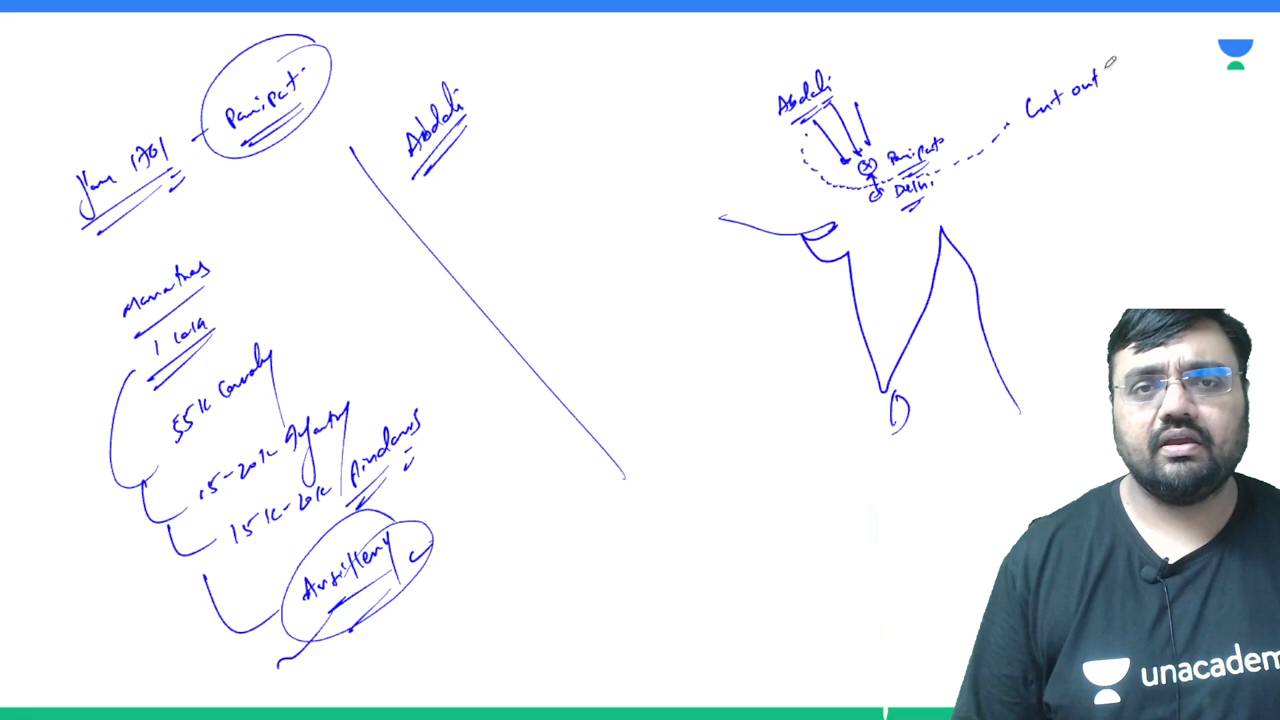 June 1761 - Panipat
Abdali
Marathas
1 lakh
55K Cavalry
15-20K Infantry
15K-20K Pindaris
Artillery
Abdali
Cut out
Panipat
Delhi
unacadem